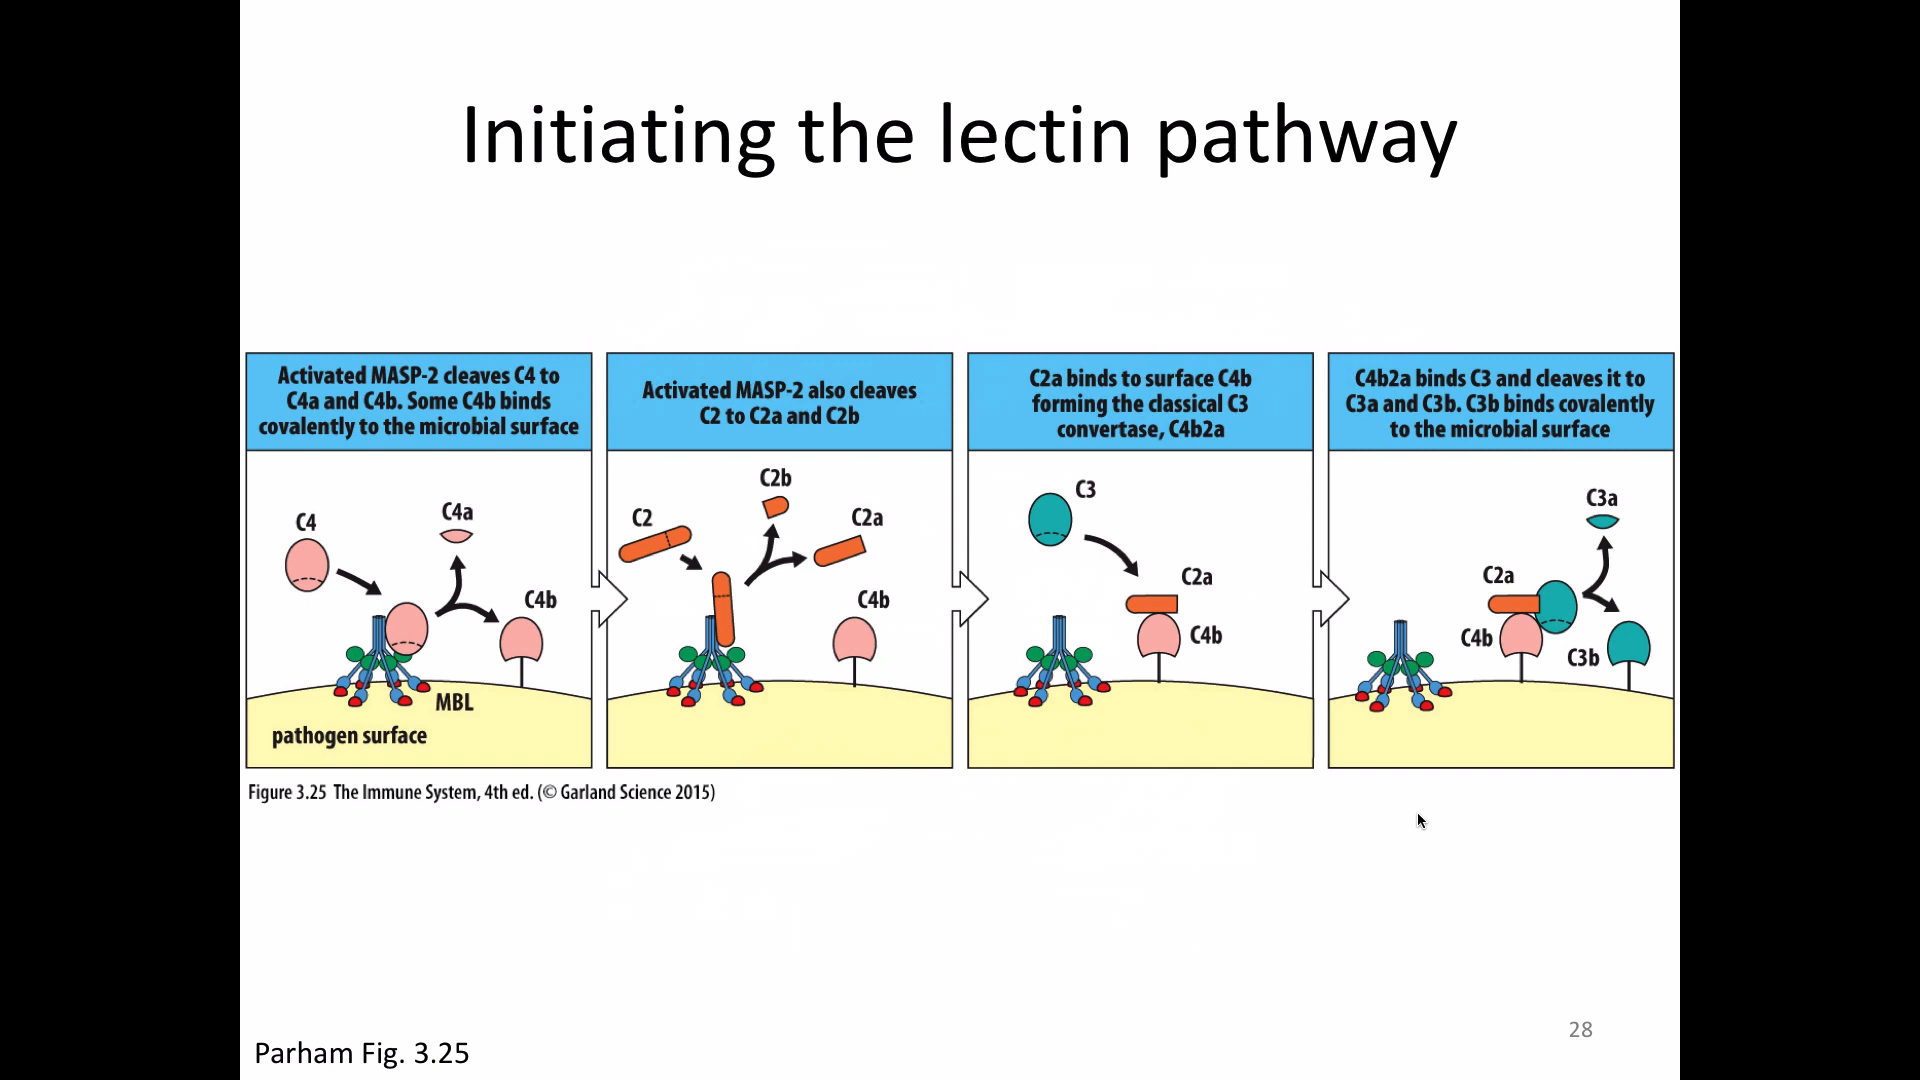 Initiating the lectin pathway
Activated MASP-2 cleaves C4 to
C4a and C4b. Some C4b binds
covalently to the microbial surface
C4
C4a
C4b
MBL
pathogen surface
Activated MASP-2 also cleaves
C2 to C2a and C2b
C2b
C2
C2a
C4b
C2a binds to surface C4b
forming the classical C3
convertase, C4b2a
C3
C2a
C4b
C4b2a binds C3 and cleaves it to
C3a and C3b. C3b binds covalently
to the microbial surface
C3a
C2a
C4b
C3b
Figure 3.25 The Immune System, 4th ed. (© Garland Science 2015)
28
Parham Fig. 3.25